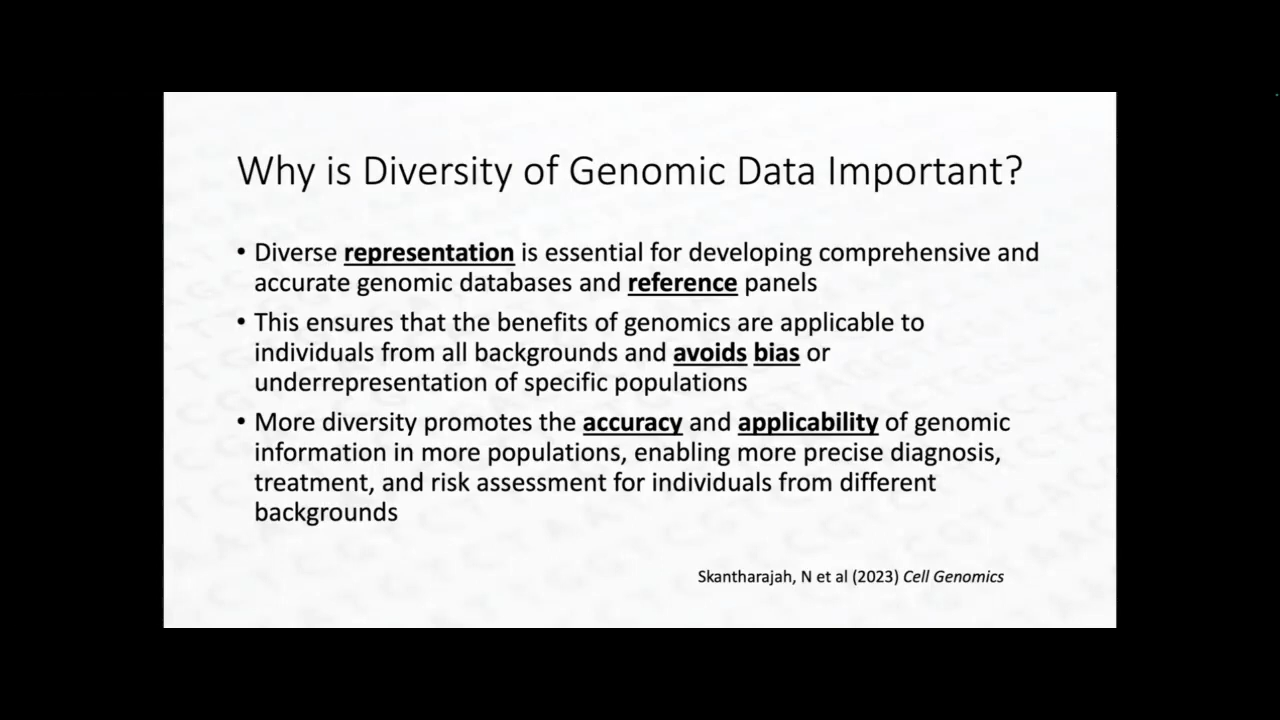 Why is Diversity of Genomic Data Important?
• Diverse representation is essential for developing comprehensive and
accurate genomic databases and reference panels
• This ensures that the benefits of genomics are applicable to
individuals from all backgrounds and avoids bias or
underrepresentation of specific populations
• More diversity promotes the accuracy and applicability of genomic
information in more populations, enabling more precise diagnosis,
treatment, and risk assessment for individuals from different
backgrounds
Skantharajah, N et al (2023) Cell Genomics